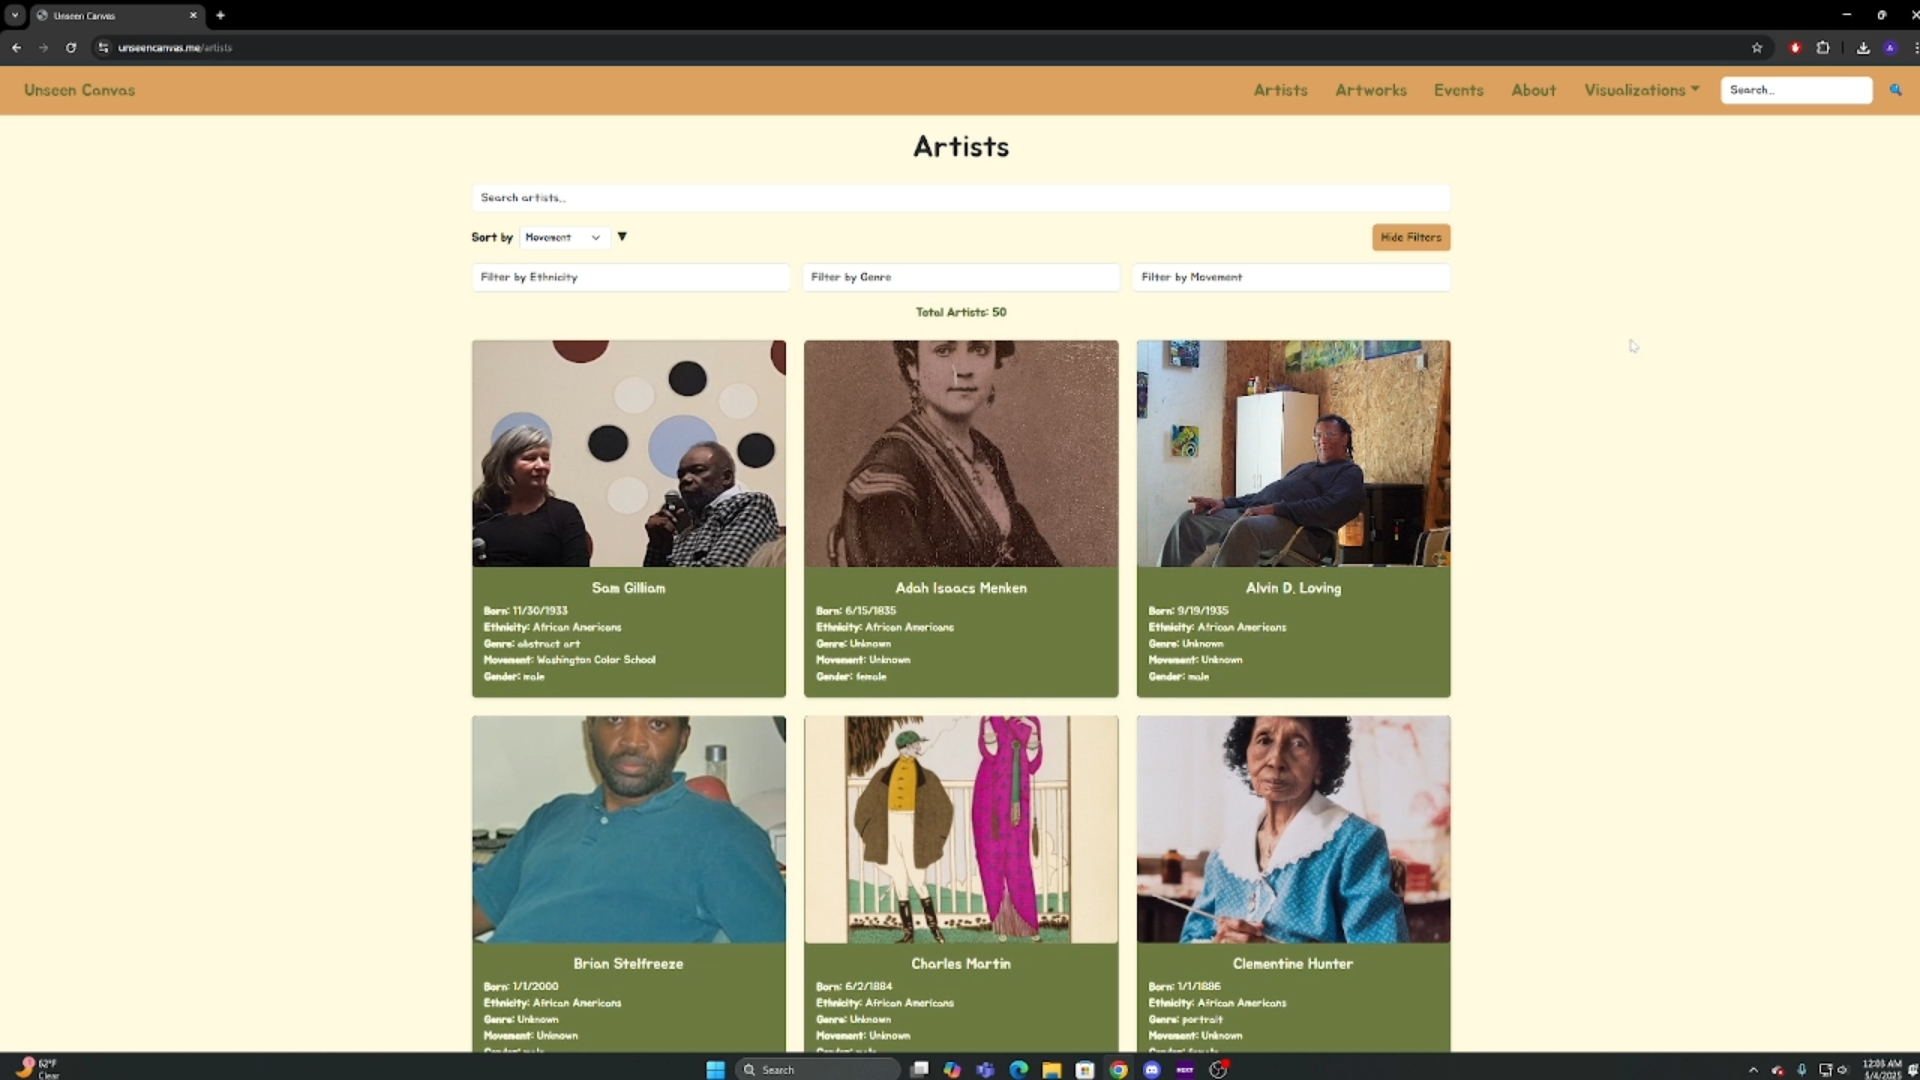 Unseen Canvas
unseencanvas.me/artists
Unseen Canvas
Artists
Artworks
Events
About
Visualizations
Search..
Artists
Search artists..
Sort by
Movement
Hide Filters
Filter by Ethnicity
Filter by Genre
Filter by Movement
Total Artists: 50
Sam Gilliam
Born: 11/30/1933
Ethnicity: African Americans
Genre: abstract art
Movement: Washington Color School
Gender: male
Adah Isaacs Menken
Born: 6/15/1835
Ethnicity: African Americans
Genre: Unknown
Movement: Unknown
Gender: female
Alvin D. Loving
Born: 9/19/1935
Ethnicity: African Americans
Genre: Unknown
Movement: Unknown
Gender: male
Brian Stelfreeze
Born: 1/1/2000
Ethnicity: African Americans
Genre: Unknown
Movement: Unknown
Charles Martin
Born: 6/2/1884
Ethnicity: African Americans
Genre: Unknown
Movement: Unknown
Clementine Hunter
Born: 1/1/1886
Ethnicity: African Americans
Genre: portrait
Movement: Unknown
62°F
Clear
Search
NEXT
12:03 AM
5/4/2025